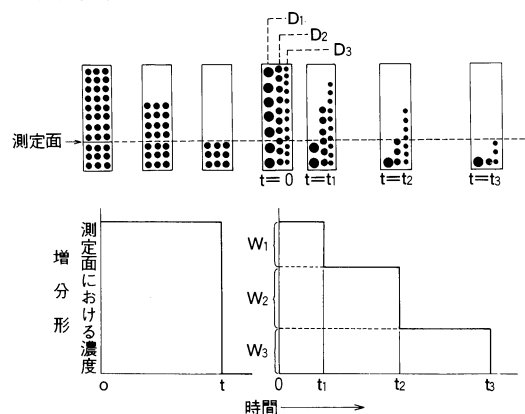 D₁
D₂
D₃
測定面
t=0
t=t₁
t=t₂
t=t₃
増分形
測定面における濃度
o
t
W₁
W₂
W₃
0
t₁
t₂
t₃
時間